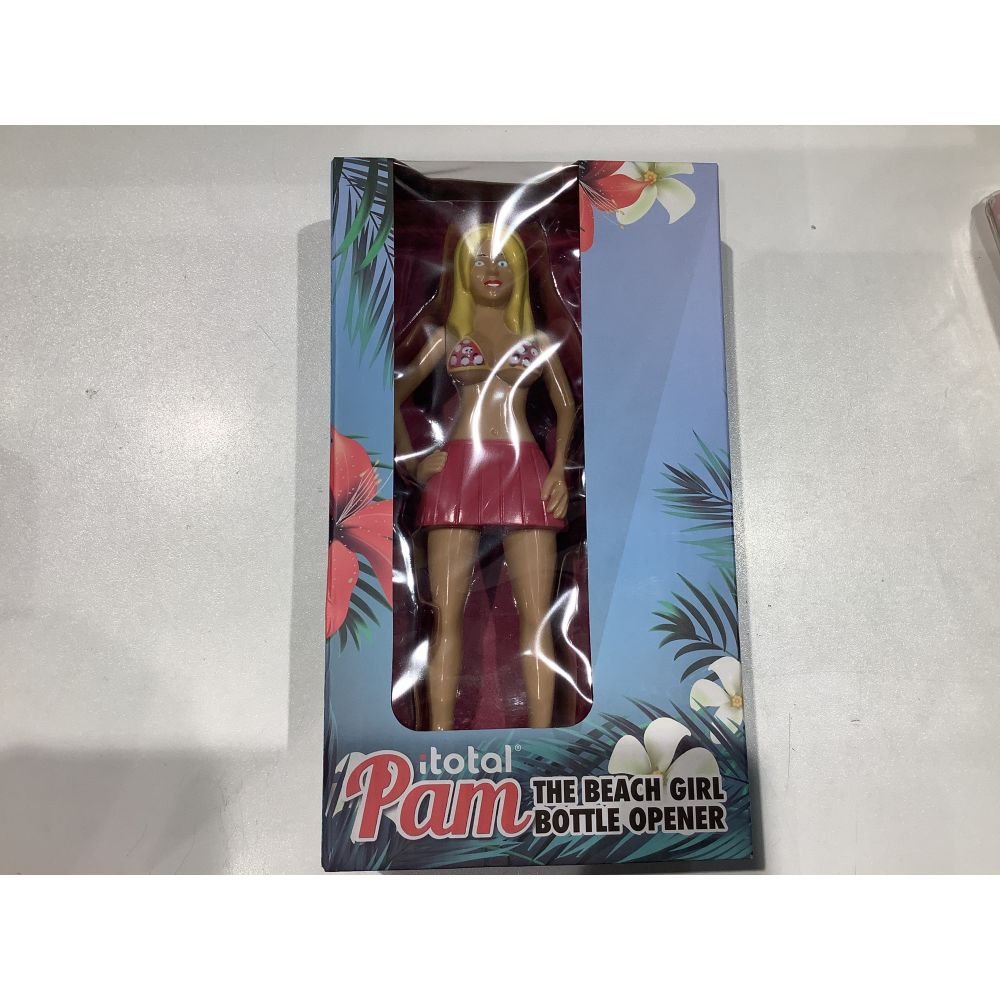 itotal®
Pam
THE BEACH GIRL
BOTTLE OPENER